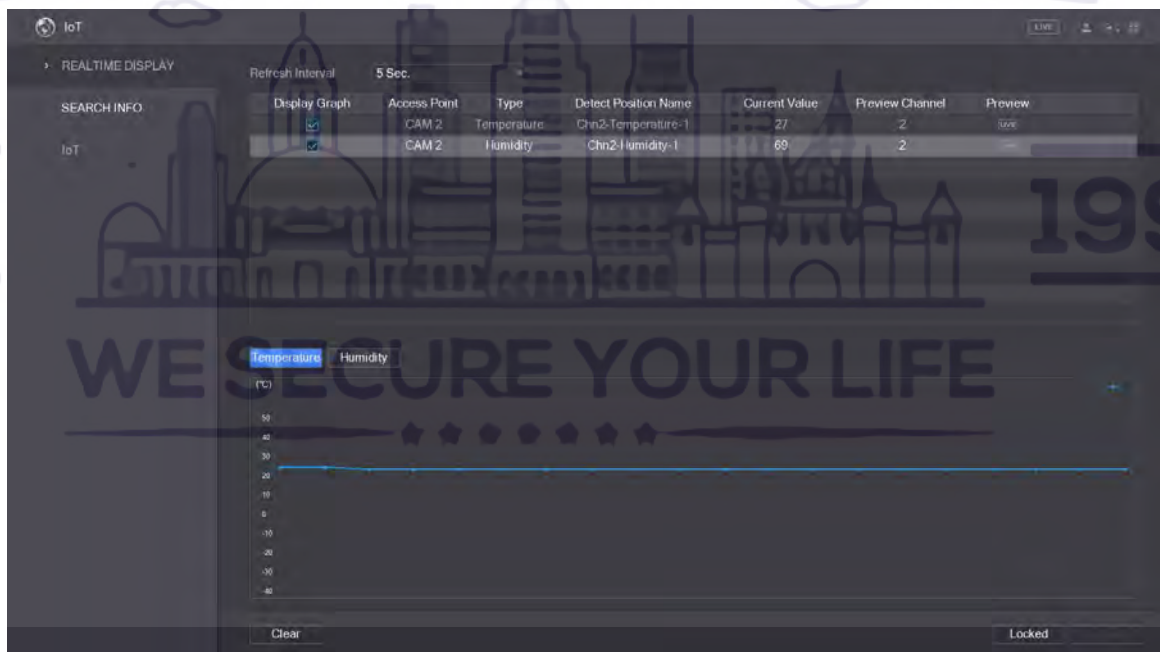 IoT LIVE
REALTIME DISPLAY
SEARCH INFO
IoT
Refresh Interval 5 Sec.
Display Graph Access Point Type Detect Position Name Current Value Preview Channel Preview
CAM 2 Temperature Chn2-Temperature-1 27 2 LIVE
CAM 2 Humidity Chn2-Humidity-1 69 2
199
WE SECURE YOUR LIFE
Temperature Humidity
(°C)
50
40
30
20
10
0
-10
-20
-30
-40
Clear Locked